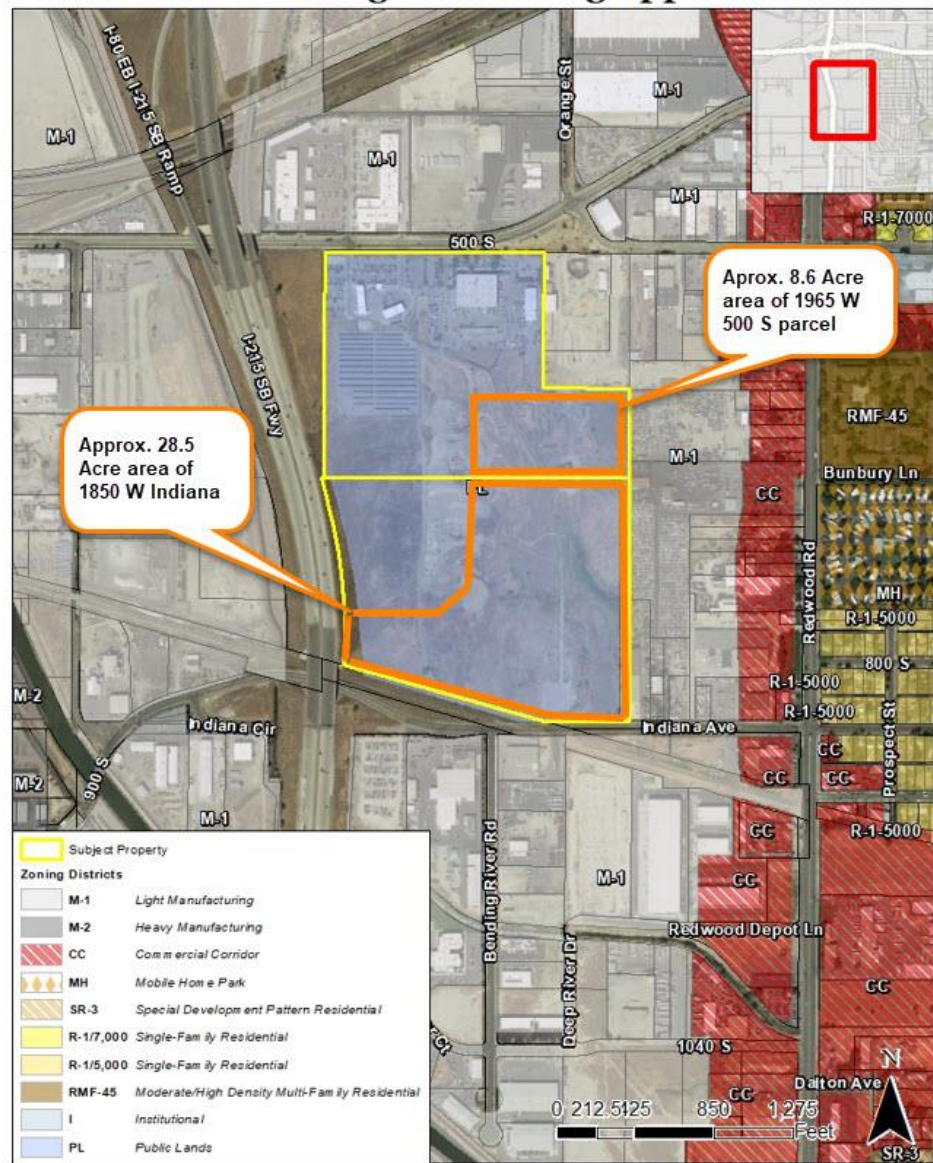 I-80 EB I-215 SB Ramp
Orange St
M-1
M-1
M-1
M-1
R-1-7000
500 S
Aprox. 8.6 Acre
area of 1965 W
500 S parcel
I-215 SB Fwy
RMF-45
Approx. 28.5
Acre area of
1850 W Indiana
M-1
Bunbury Ln
CC
PL
Redwood Rd
MH
R-1-5000
800 S
R-1-5000
M-2
Indiana Cir
Indiana Ave
R-1-5000
Prospect St
CC
CC
CC
M-2
900 S
M-1
CC
R-1-5000
Bending River Rd
M-1
CC
Redwood Depot Ln
Deep River Dr
CC
CC
1040 S
CC
Dalton Ave
N
0 212.5425 850 1,275
Feet
SR-3
Subject Property
Zoning Districts
M-1 Light Manufacturing
M-2 Heavy Manufacturing
CC Commercial Corridor
MH Mobile Home Park
SR-3 Special Development Pattern Residential
R-1/7,000 Single-Family Residential
R-1/5,000 Single-Family Residential
RMF-45 Moderate/High Density Multi-Family Residential
I Institutional
PL Public Lands